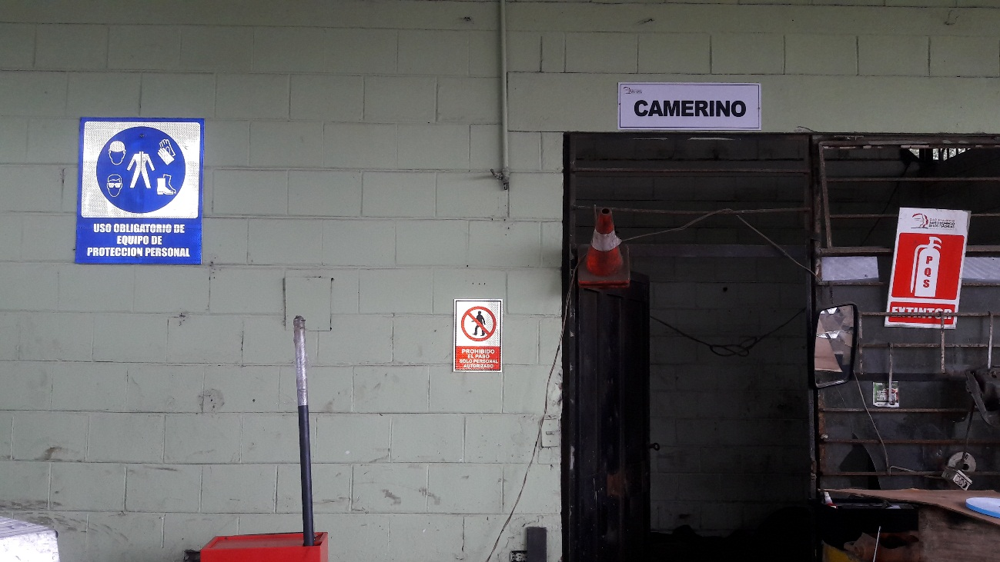 CAMERINO
USO OBLIGATORIO DE
EQUIPO DE
PROTECCION PERSONAL
PROHIBIDO
EL PASO
SOLO PERSONAL
AUTORIZADO
PQS
EXTINTOR